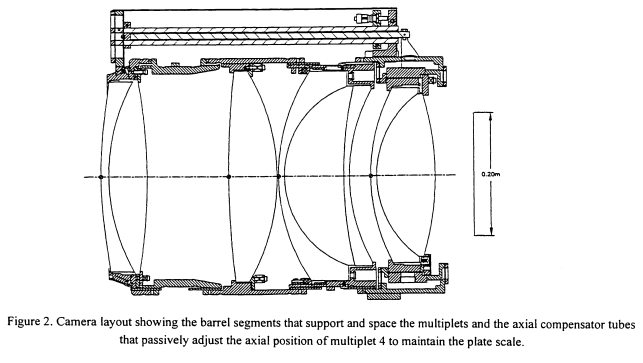 0.20m
Figure 2. Camera layout showing the barrel segments that support and space the multiplets and the axial compensator tubes
that passively adjust the axial position of multiplet 4 to maintain the plate scale.